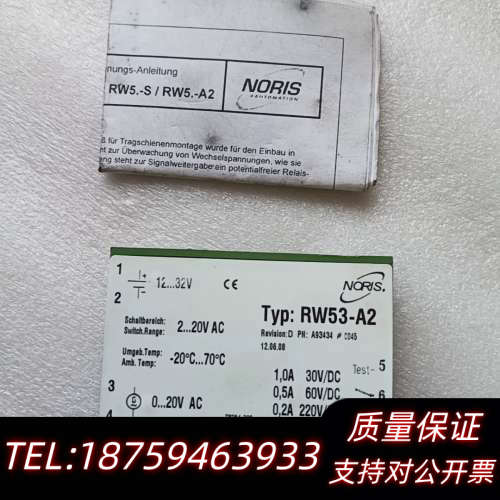 nungs-Anleitung
RW5.-S / RW5.-A2
NORIS
AUTOMATION
ß für Tragschienenmontage wurde für den Einbau in
nt zur Überwachung von Wechselspannungen, wie sie
ang steht zur Signalweitergabe ein potentialfreier Relais-
1
2
12...32V
CE
NORIS
Typ: RW53-A2
Schaltbereich:
Switch.Range:
2...20V AC
Revision: D PN: A93434 # C045
12.06.08
Umgeb.Temp:
Amb. Temp:
-20°C...70°C
Test-
5
1,0A 30V/DC
0,5A 60V/DC
0,2A 220V/
6
3
0...20V AC
TEL:18759463933
质量保证
支持对公开票